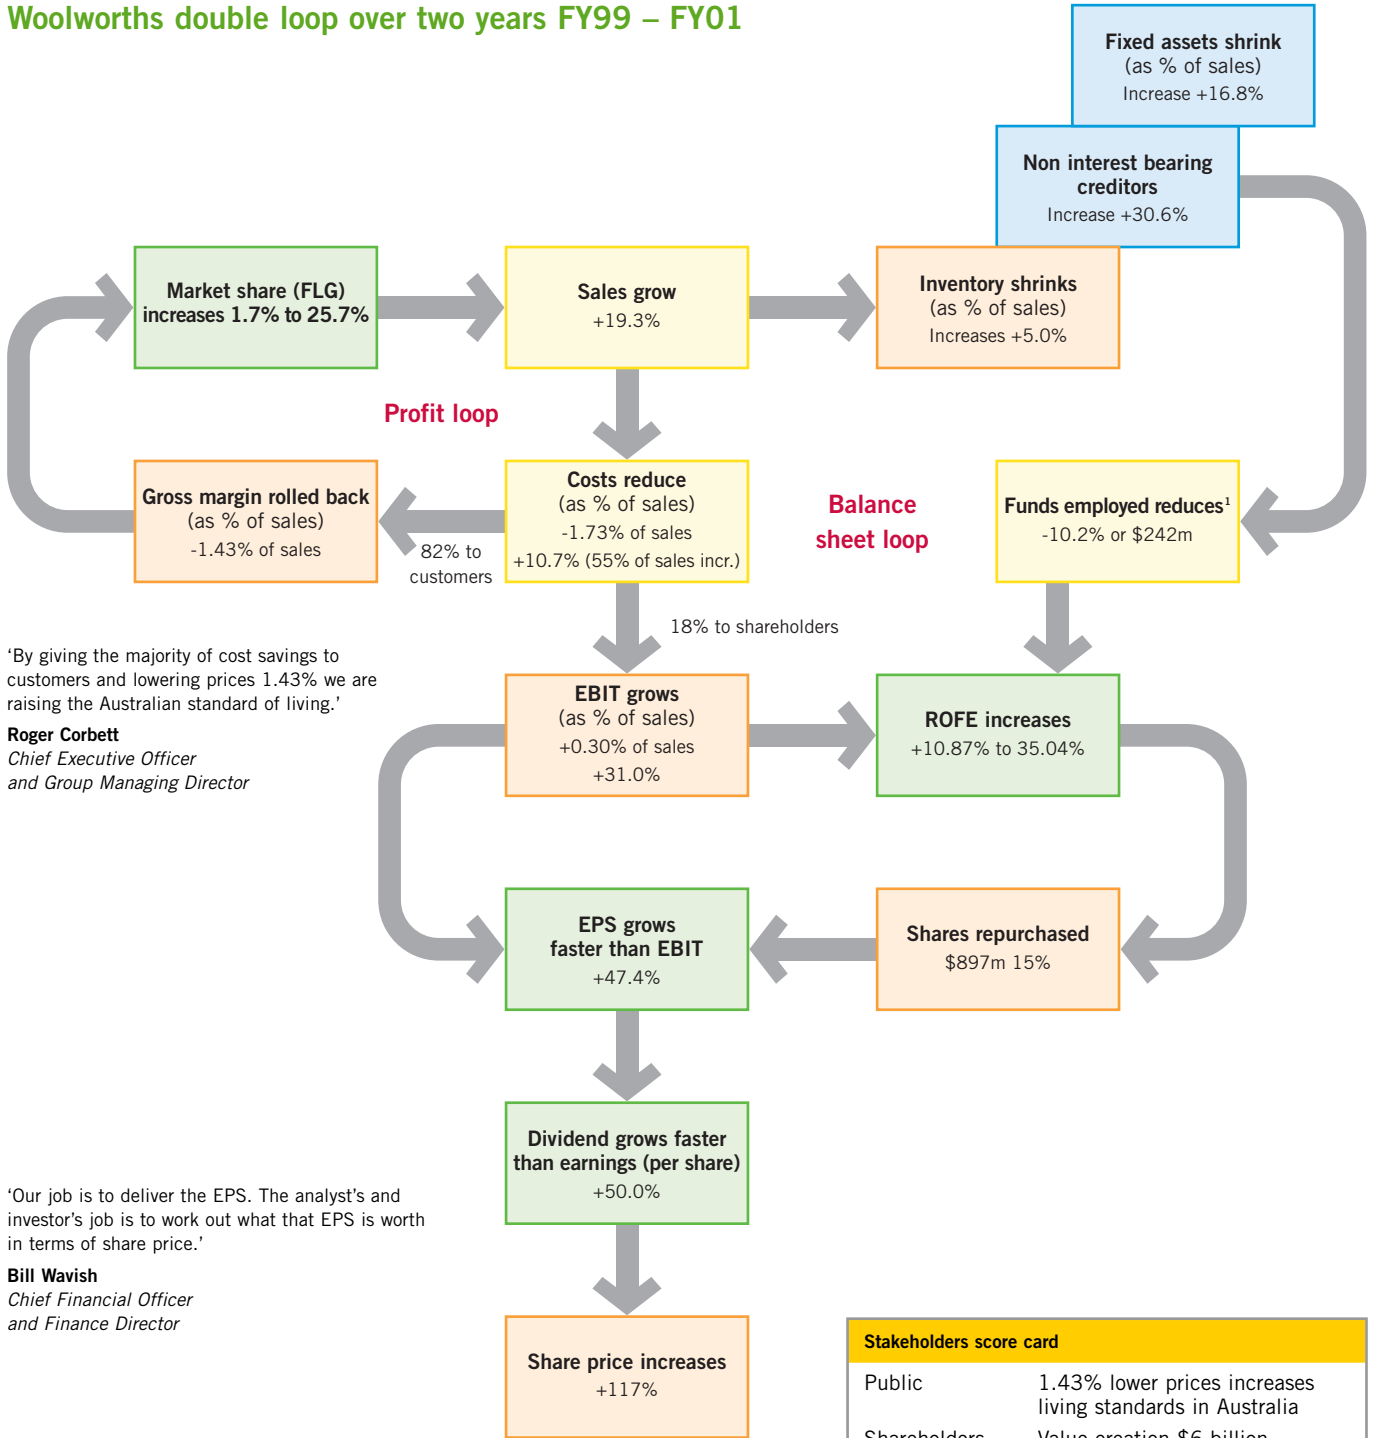 Woolworths double loop over two years FY99 – FY01
Fixed assets shrink
(as % of sales)
Increase +16.8%
Non interest bearing
creditors
Increase +30.6%
Market share (FLG)
increases 1.7% to 25.7%
Sales grow
+19.3%
Inventory shrinks
(as % of sales)
Increases +5.0%
Profit loop
Gross margin rolled back
(as % of sales)
-1.43% of sales
82% to
customers
Costs reduce
(as % of sales)
-1.73% of sales
+10.7% (55% of sales incr.)
Balance
sheet loop
Funds employed reduces¹
-10.2% or $242m
18% to shareholders
‘By giving the majority of cost savings to
customers and lowering prices 1.43% we are
raising the Australian standard of living.’
Roger Corbett
Chief Executive Officer
and Group Managing Director
EBIT grows
(as % of sales)
+0.30% of sales
+31.0%
ROFE increases
+10.87% to 35.04%
EPS grows
faster than EBIT
+47.4%
Shares repurchased
$897m 15%
Dividend grows faster
than earnings (per share)
+50.0%
‘Our job is to deliver the EPS. The analyst’s and
investor’s job is to work out what that EPS is worth
in terms of share price.’
Bill Wavish
Chief Financial Officer
and Finance Director
Share price increases
+117%
Stakeholders score card
Public 1.43% lower prices increases
living standards in Australia
Shareholders Value creation $6 billion